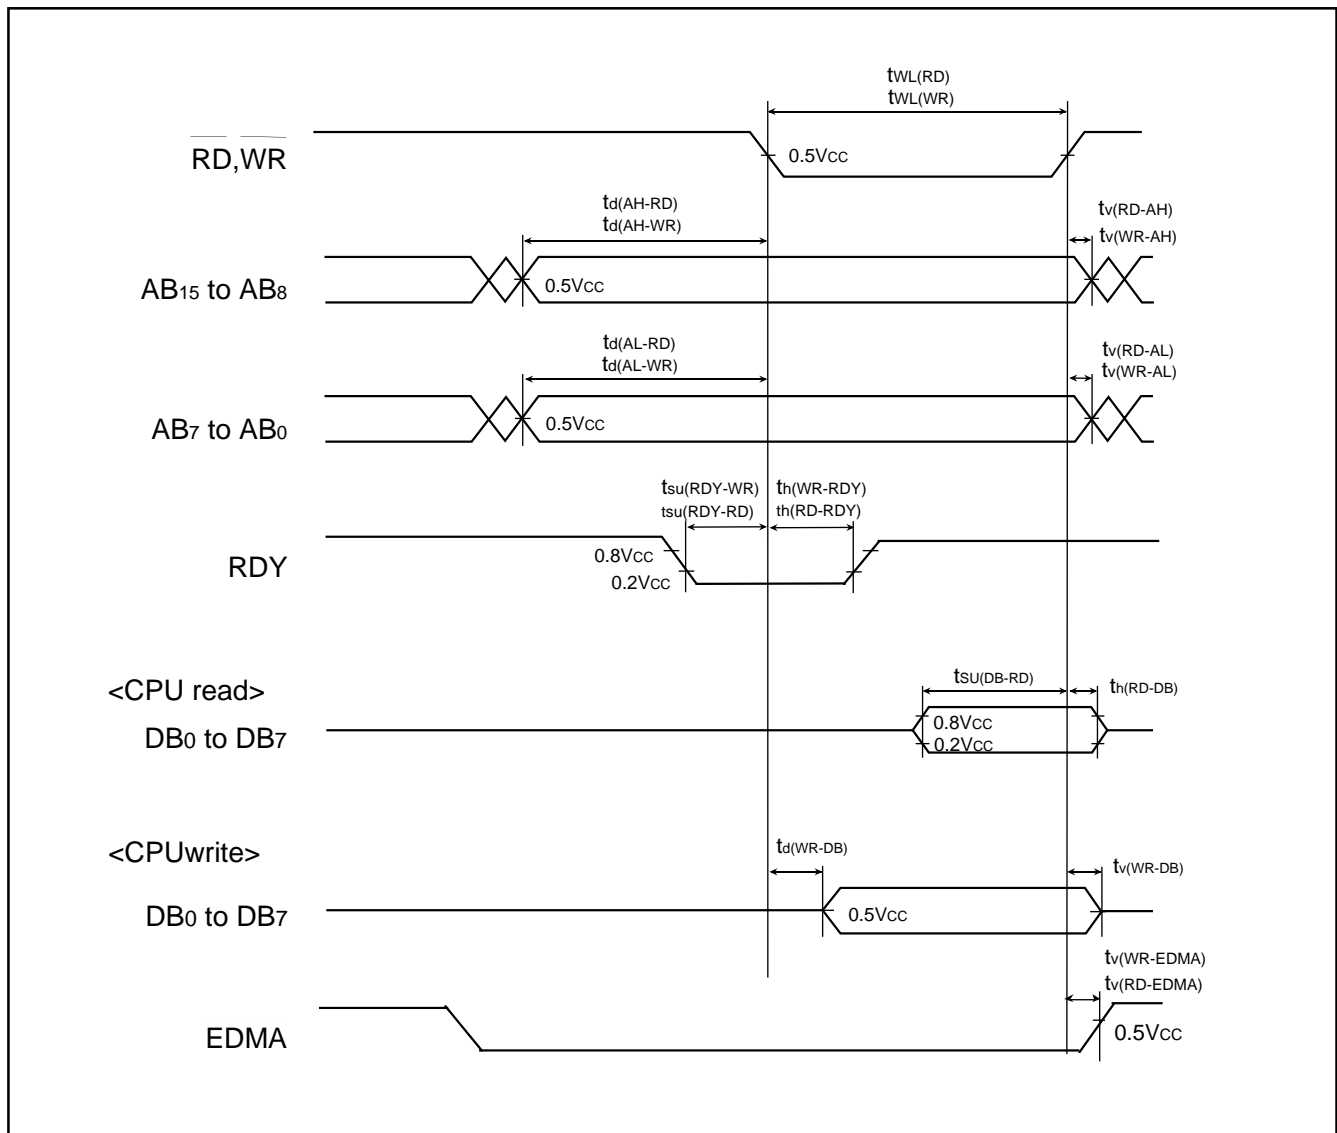 tWL(RD)
tWL(WR)
RD,WR
0.5VCC
td(AH-RD)
td(AH-WR)
tv(RD-AH)
tv(WR-AH)
AB15 to AB8
0.5VCC
td(AL-RD)
td(AL-WR)
tv(RD-AL)
tv(WR-AL)
AB7 to AB0
0.5VCC
tsu(RDY-WR) th(WR-RDY)
tsu(RDY-RD) th(RD-RDY)
RDY
0.8VCC
0.2VCC
<CPU read>
tSU(DB-RD)
th(RD-DB)
DB0 to DB7
0.8VCC
0.2VCC
<CPUwrite>
td(WR-DB)
tv(WR-DB)
DB0 to DB7
0.5VCC
tv(WR-EDMA)
tv(RD-EDMA)
EDMA
0.5VCC